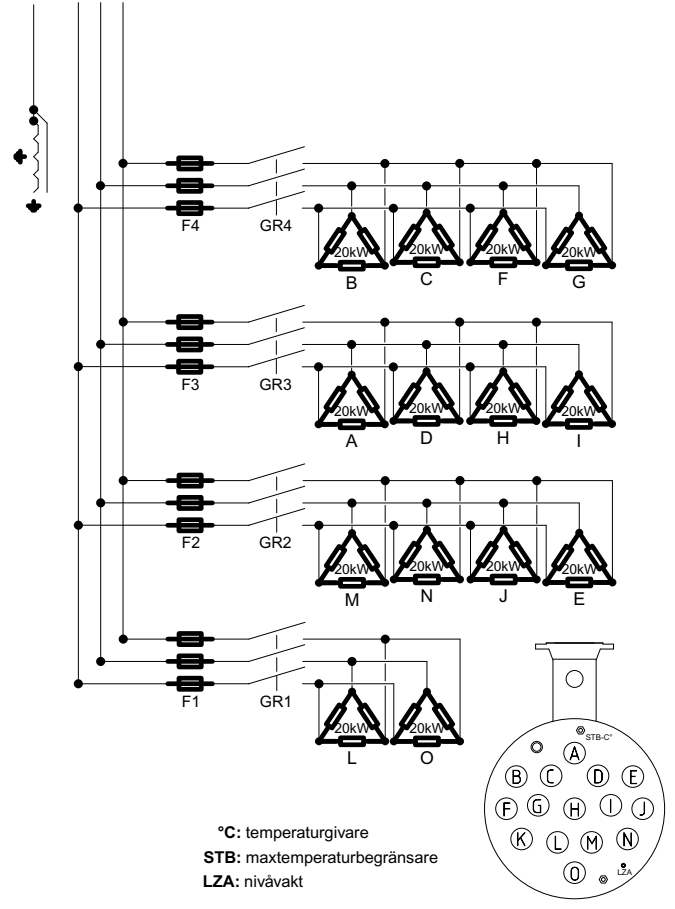 F4 GR4
20kW 20kW 20kW 20kW
B C F G
F3 GR3
20kW 20kW 20kW 20kW
A D H I
F2 GR2
20kW 20kW 20kW 20kW
M N J E
F1 GR1
20kW 20kW
L O
STB-C°
A
B C D E
F G H I J
K L M N
LZA
O
°C: temperaturgivare
STB: maxtemperaturbegränsare
LZA: nivåvakt